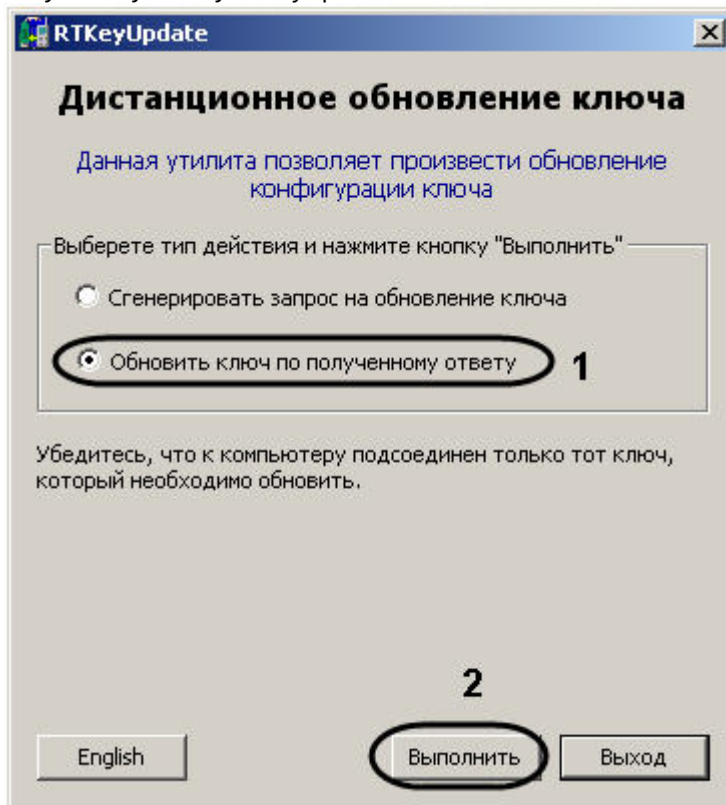 RTKeyUpdate
Дистанционное обновление ключа
Данная утилита позволяет произвести обновление
конфигурации ключа
Выберете тип действия и нажмите кнопку "Выполнить"
Сгенерировать запрос на обновление ключа
Обновить ключ по полученному ответу
1
Убедитесь, что к компьютеру подсоединен только тот ключ,
который необходимо обновить.
2
English
Выполнить
Выход